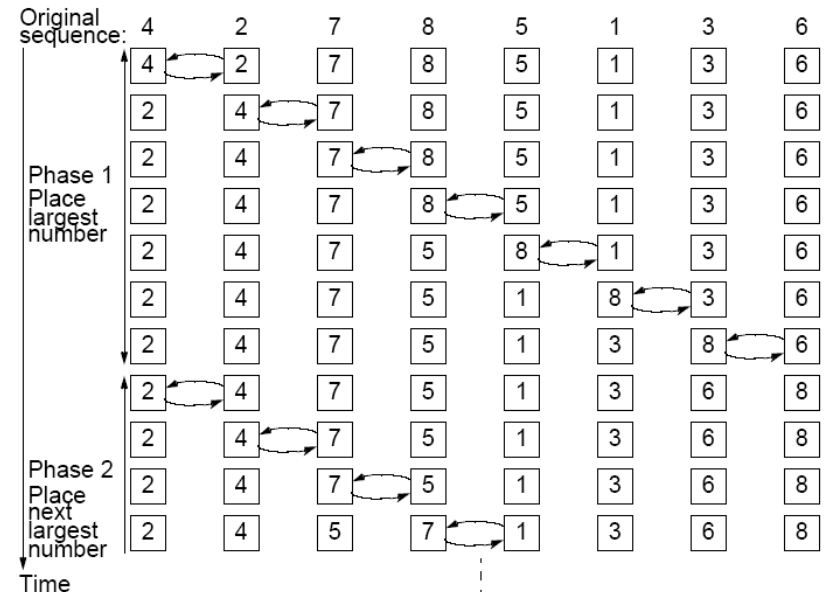 Original
sequence: 4 2 7 8 5 1 3 6
4 2 7 8 5 1 3 6
2 4 7 8 5 1 3 6
2 4 7 8 5 1 3 6
Phase 1
Place
largest
number
2 4 7 8 5 1 3 6
2 4 7 5 8 1 3 6
2 4 7 5 1 8 3 6
2 4 7 5 1 3 8 6
2 4 7 5 1 3 6 8
2 4 7 5 1 3 6 8
Phase 2
Place
next
largest
number
2 4 7 5 1 3 6 8
2 4 5 7 1 3 6 8
Time